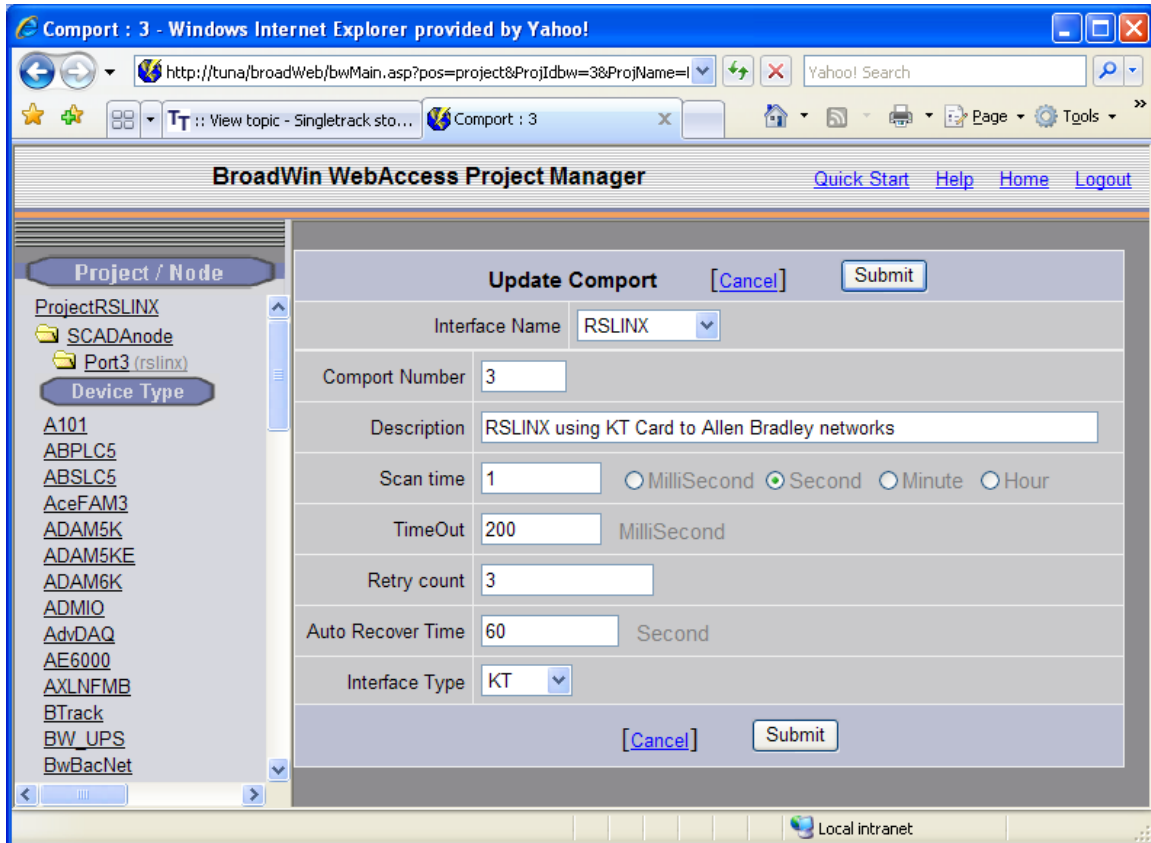 Comport : 3 - Windows Internet Explorer provided by Yahoo!
http://tuna/broadWeb/bwMain.asp?pos=project&ProjIdbw=3&ProjName=
Yahoo! Search
TT :: View topic - Singletrack sto...
Comport : 3
Page
Tools
»
BroadWin WebAccess Project Manager
Quick Start Help Home Logout
Project / Node
ProjectRSLINX
SCADAnode
Port3 (rslinx)
Device Type
A101
ABPLC5
ABSLC5
AceFAM3
ADAM5K
ADAM5KE
ADAM6K
ADMIO
AdvDAQ
AE6000
AXLNFMB
BTrack
BW_UPS
BwBacNet
Update Comport [Cancel] Submit
Interface Name RSLINX
Comport Number 3
Description RSLINX using KT Card to Allen Bradley networks
Scan time 1 MilliSecond Second Minute Hour
TimeOut 200 MilliSecond
Retry count 3
Auto Recover Time 60 Second
Interface Type KT
[Cancel] Submit
Local intranet